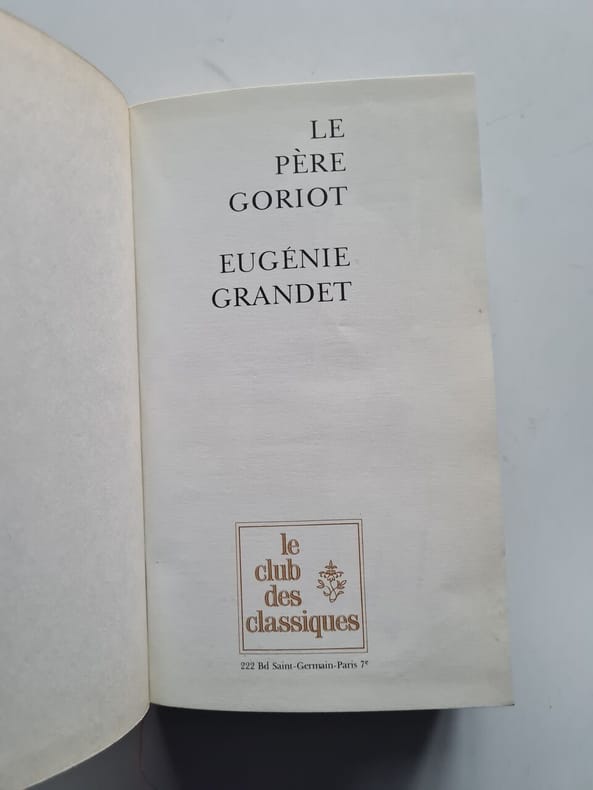 LE
PÈRE
GORIOT
EUGÉNIE
GRANDET
le
club
des
classiques
222 Bd Saint-Germain-Paris 7e